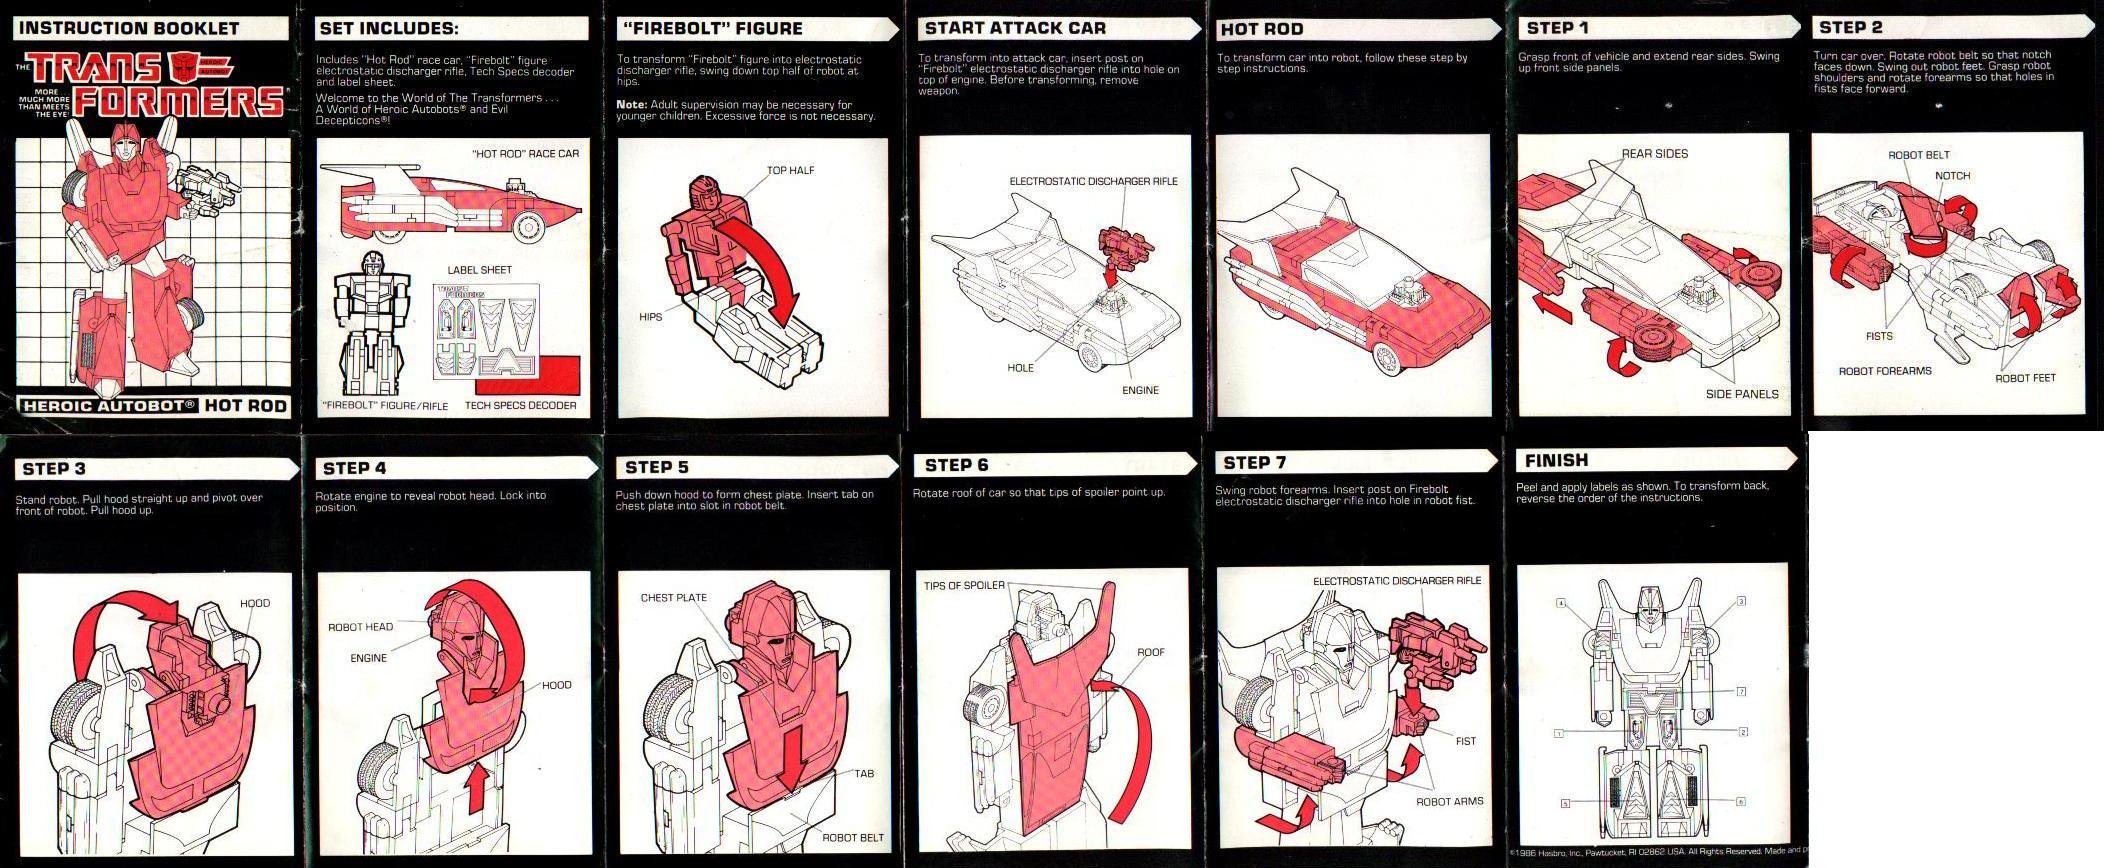 INSTRUCTION BOOKLET
THE TRANSFORMERS
HEROIC
AUTOBOT
MORE
MUCH MORE
THAN MEETS
THE EYE!
HEROIC AUTOBOT® HOT ROD
SET INCLUDES:
Includes "Hot Rod" race car, "Firebolt" figure
electrostatic discharger rifle, Tech Specs decoder
and label sheet.
Welcome to the World of The Transformers . . .
A World of Heroic Autobots® and Evil
Decepticons®!
"HOT ROD" RACE CAR
LABEL SHEET
TRANSFORMERS
"FIREBOLT" FIGURE/RIFLE
TECH SPECS DECODER
"FIREBOLT" FIGURE
To transform "Firebolt" figure into electrostatic
discharger rifle, swing down top half of robot at
hips.
Note: Adult supervision may be necessary for
younger children. Excessive force is not necessary.
TOP HALF
HIPS
START ATTACK CAR
To transform into attack car, insert post on
"Firebolt" electrostatic discharger rifle into hole on
top of engine. Before transforming, remove
weapon.
ELECTROSTATIC DISCHARGER RIFLE
HOLE
ENGINE
HOT ROD
To transform car into robot, follow these step by
step instructions.
STEP 1
Grasp front of vehicle and extend rear sides. Swing
up front side panels.
REAR SIDES
SIDE PANELS
STEP 2
Turn car over. Rotate robot belt so that notch
faces down. Swing out robot feet. Grasp robot
shoulders and rotate forearms so that holes in
fists face forward.
ROBOT BELT
NOTCH
FISTS
ROBOT FOREARMS
ROBOT FEET
STEP 3
Stand robot. Pull hood straight up and pivot over
front of robot. Pull hood up.
HOOD
STEP 4
Rotate engine to reveal robot head. Lock into
position.
ROBOT HEAD
ENGINE
HOOD
STEP 5
Push down hood to form chest plate. Insert tab on
chest plate into slot in robot belt.
CHEST PLATE
TAB
ROBOT BELT
STEP 6
Rotate roof of car so that tips of spoiler point up.
TIPS OF SPOILER
ROOF
STEP 7
Swing robot forearms. Insert post on Firebolt
electrostatic discharger rifle into hole in robot fist.
ELECTROSTATIC DISCHARGER RIFLE
FIST
ROBOT ARMS
FINISH
Peel and apply labels as shown. To transform back,
reverse the order of the instructions.
4
3
7
1
2
5
6
©1986 Hasbro, Inc., Pawtucket, RI 02862 USA. All Rights Reserved. Made and